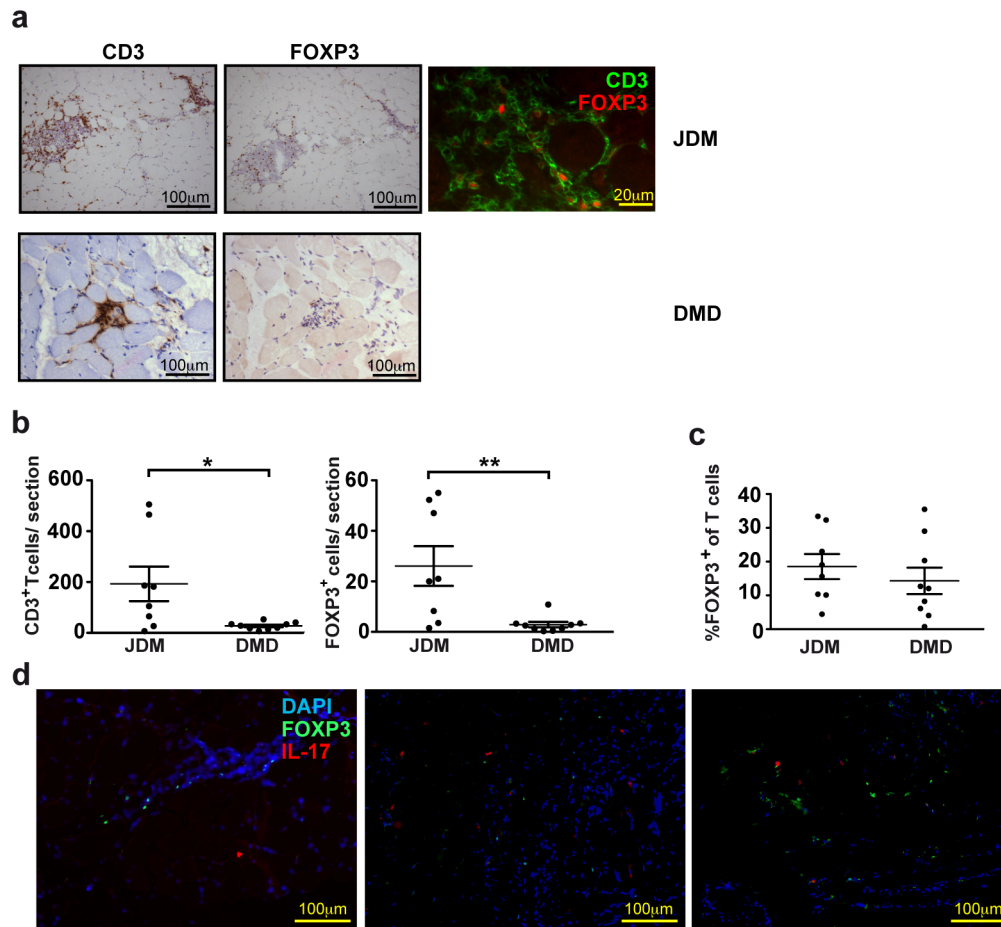 a
CD3
FOXP3
CD3
FOXP3
100μm
100μm
20μm
JDM
100μm
100μm
DMD
b
CD3+Tcells/ section
600
400
200
0
*
JDM
DMD
FOXP3+ cells/ section
60
40
20
0
**
JDM
DMD
c
%FOXP3+ of T cells
40
30
20
10
0
JDM
DMD
d
DAPI
FOXP3
IL-17
100μm
100μm
100μm